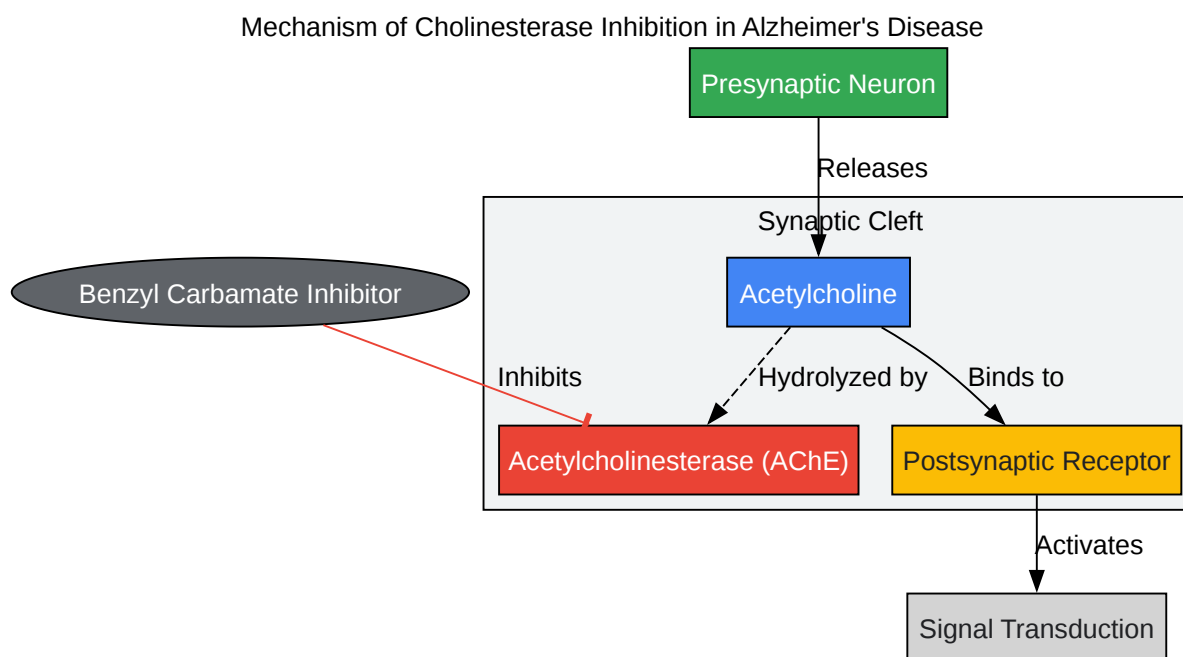 Mechanism of Cholinesterase Inhibition in Alzheimer's Disease
Presynaptic Neuron
Releases
Synaptic Cleft
Benzyl Carbamate Inhibitor
Acetylcholine
Inhibits
Hydrolyzed by
Binds to
Acetylcholinesterase (AChE)
Postsynaptic Receptor
Activates
Signal Transduction